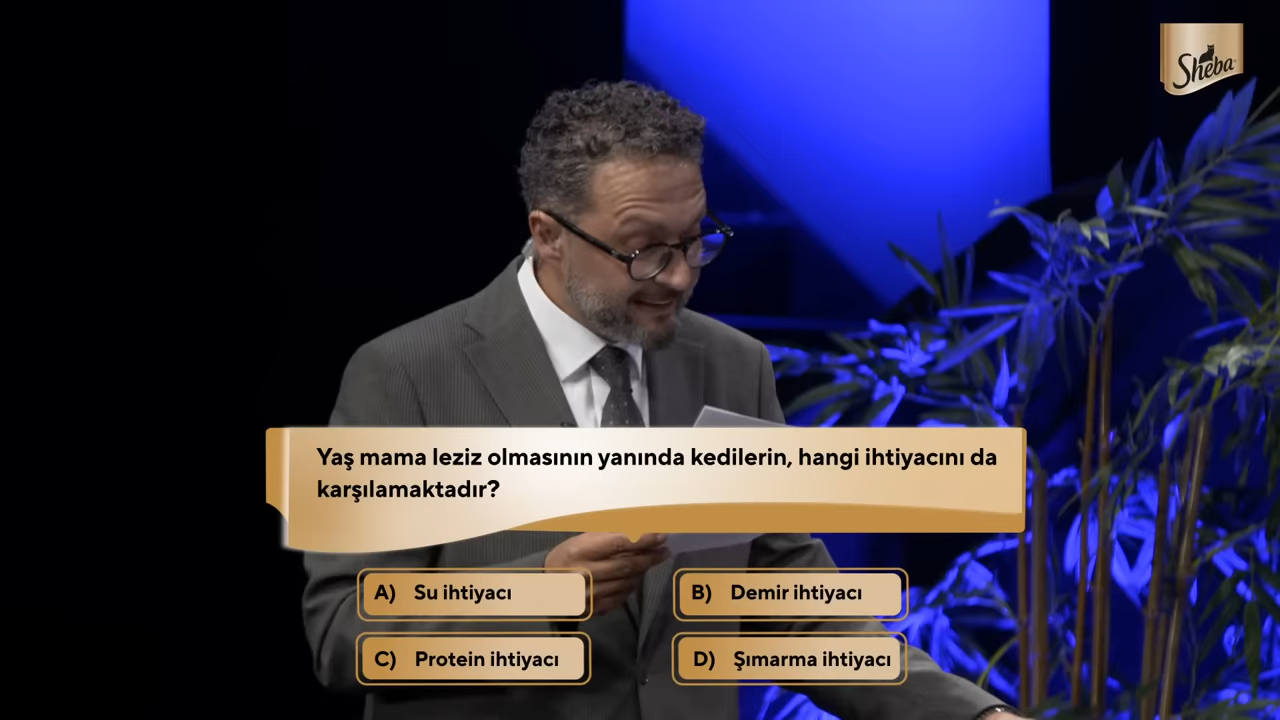 Sheba
Yaş mama leziz olmasının yanında kedilerin, hangi ihtiyacını da
karşılamaktadır?
A) Su ihtiyacı
B) Demir ihtiyacı
C) Protein ihtiyacı
D) Şımarma ihtiyacı